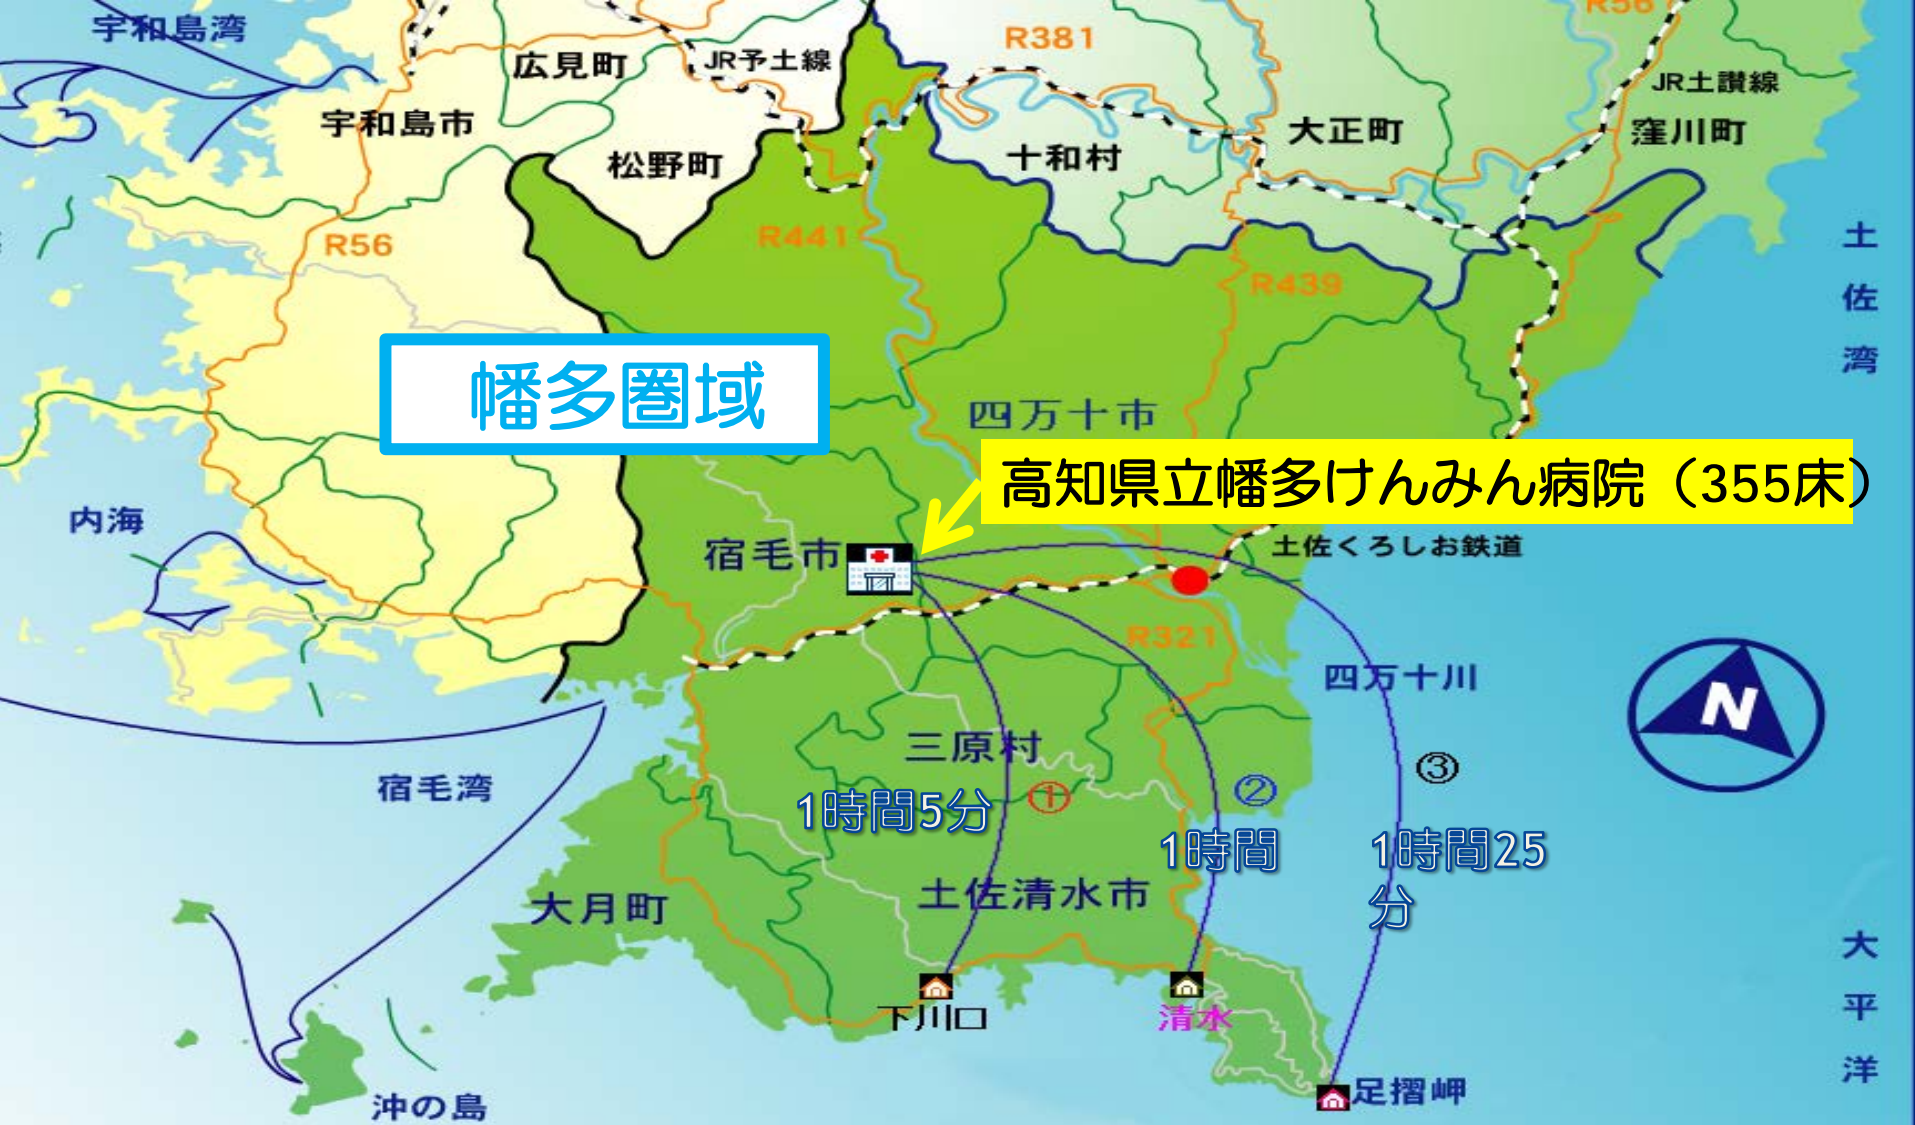 宇和島湾
R56
R381
広見町
JR予土線
JR土讃線
宇和島市
大正町
窪川町
松野町
十和村
R56
R441
土佐湾
R439
幡多圏域
四万十市
高知県立幡多けんみん病院（355床）
内海
宿毛市
土佐くろしお鉄道
R321
四万十川
N
三原村
宿毛湾
③
①
②
1時間5分
1時間
1時間25
分
大月町
土佐清水市
大平洋
下川口
清水
足摺岬
沖の島